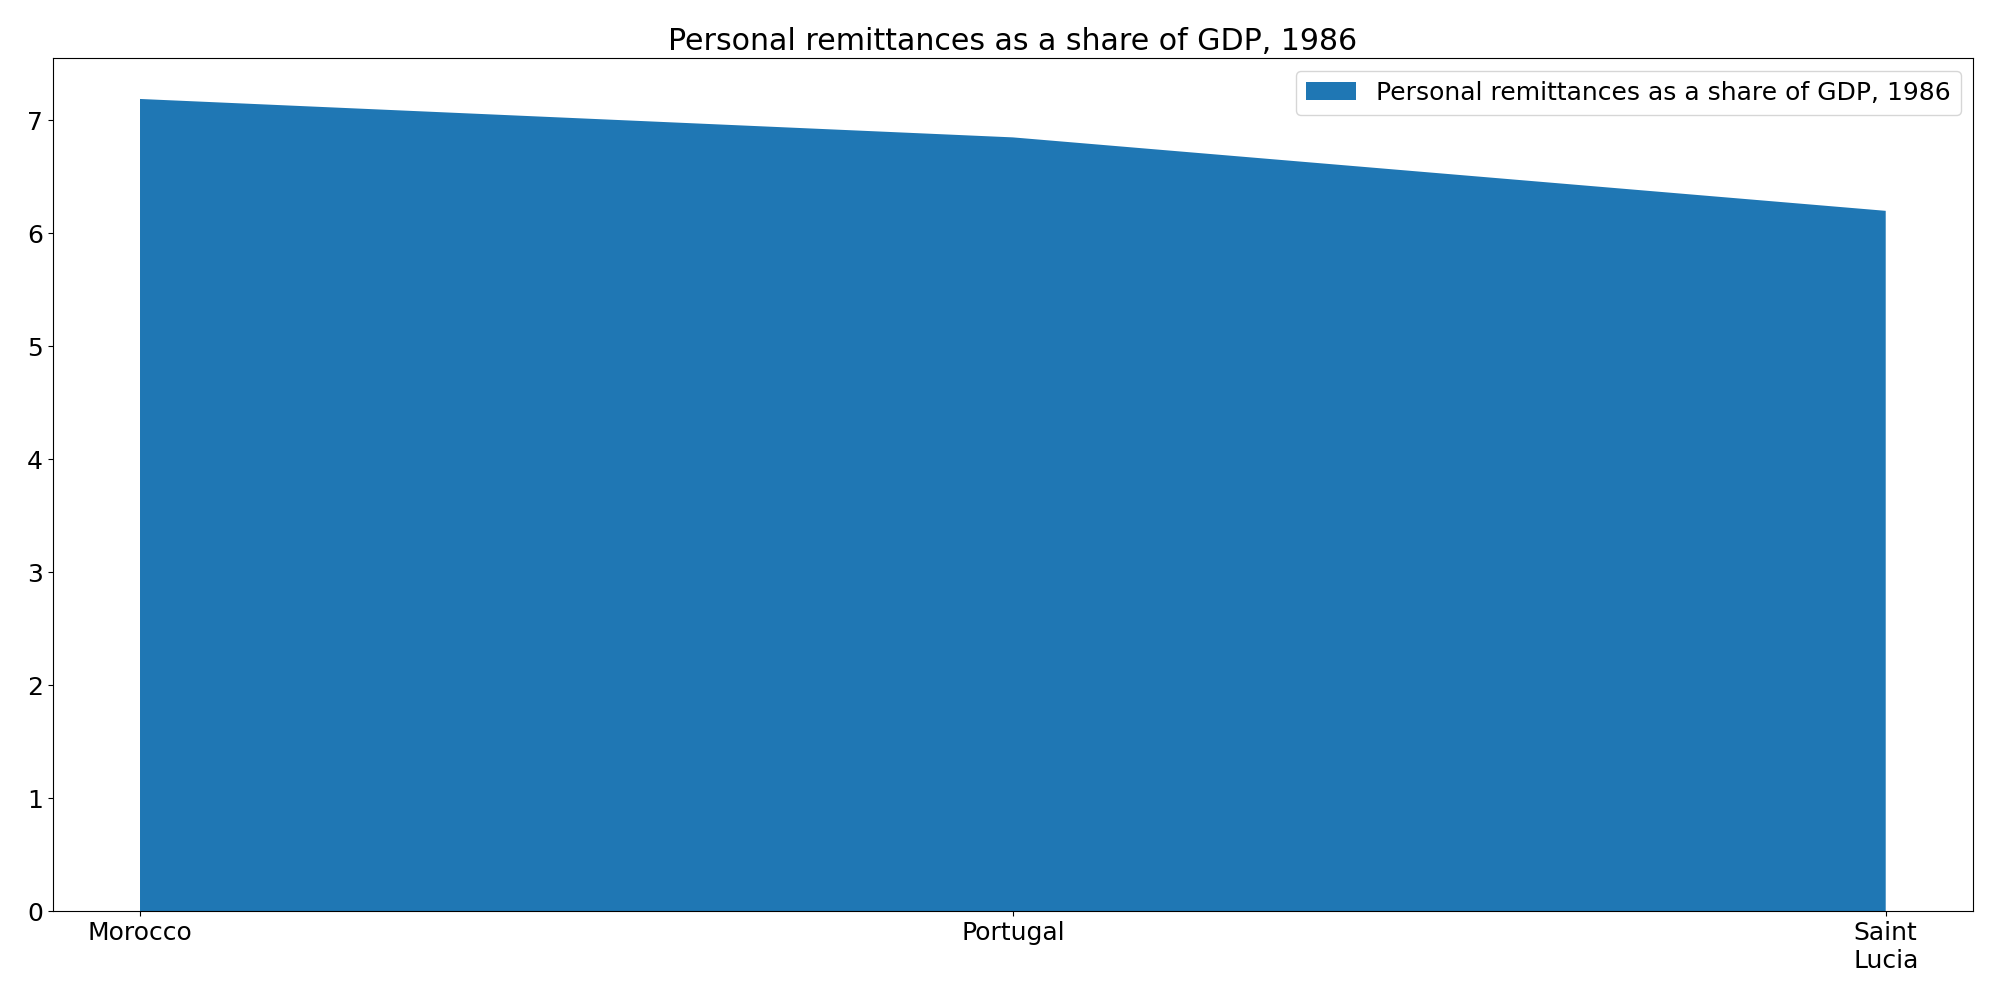 Personal remittances as a share of GDP, 1986
Personal remittances as a share of GDP, 1986
7
6
5
4
3
2
1
0
Morocco
Portugal
Saint
Lucia